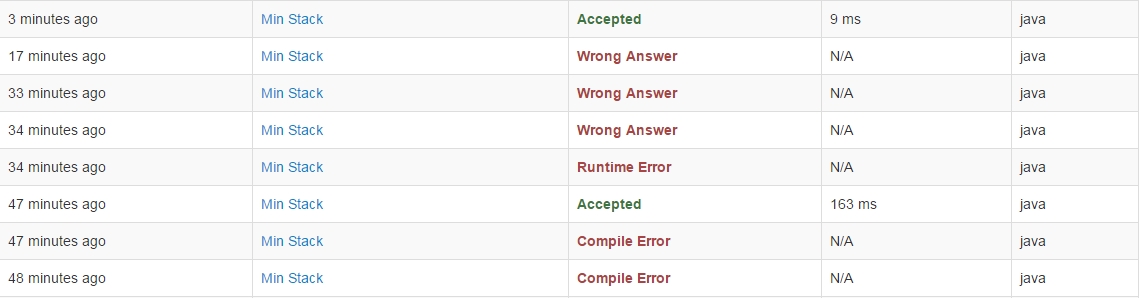 3 minutes ago Min Stack Accepted 9 ms java
17 minutes ago Min Stack Wrong Answer N/A java
33 minutes ago Min Stack Wrong Answer N/A java
34 minutes ago Min Stack Wrong Answer N/A java
34 minutes ago Min Stack Runtime Error N/A java
47 minutes ago Min Stack Accepted 163 ms java
47 minutes ago Min Stack Compile Error N/A java
48 minutes ago Min Stack Compile Error N/A java